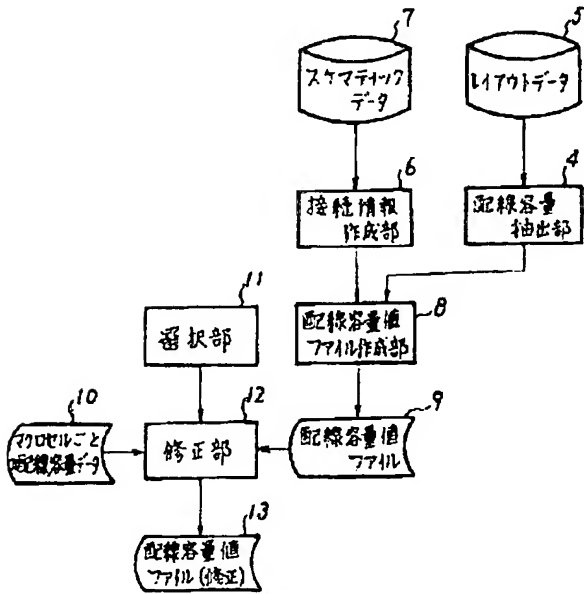 7
5
スケマティック
データ
レイアウトデータ
6
4
接続情報
作成部
配線容量
抽出部
11
8
選択部
配線容量値
ファイル作成部
10
12
9
マクロセルごと
の配線容量データ
修正部
配線容量値
ファイル
13
配線容量値
ファイル(修正)